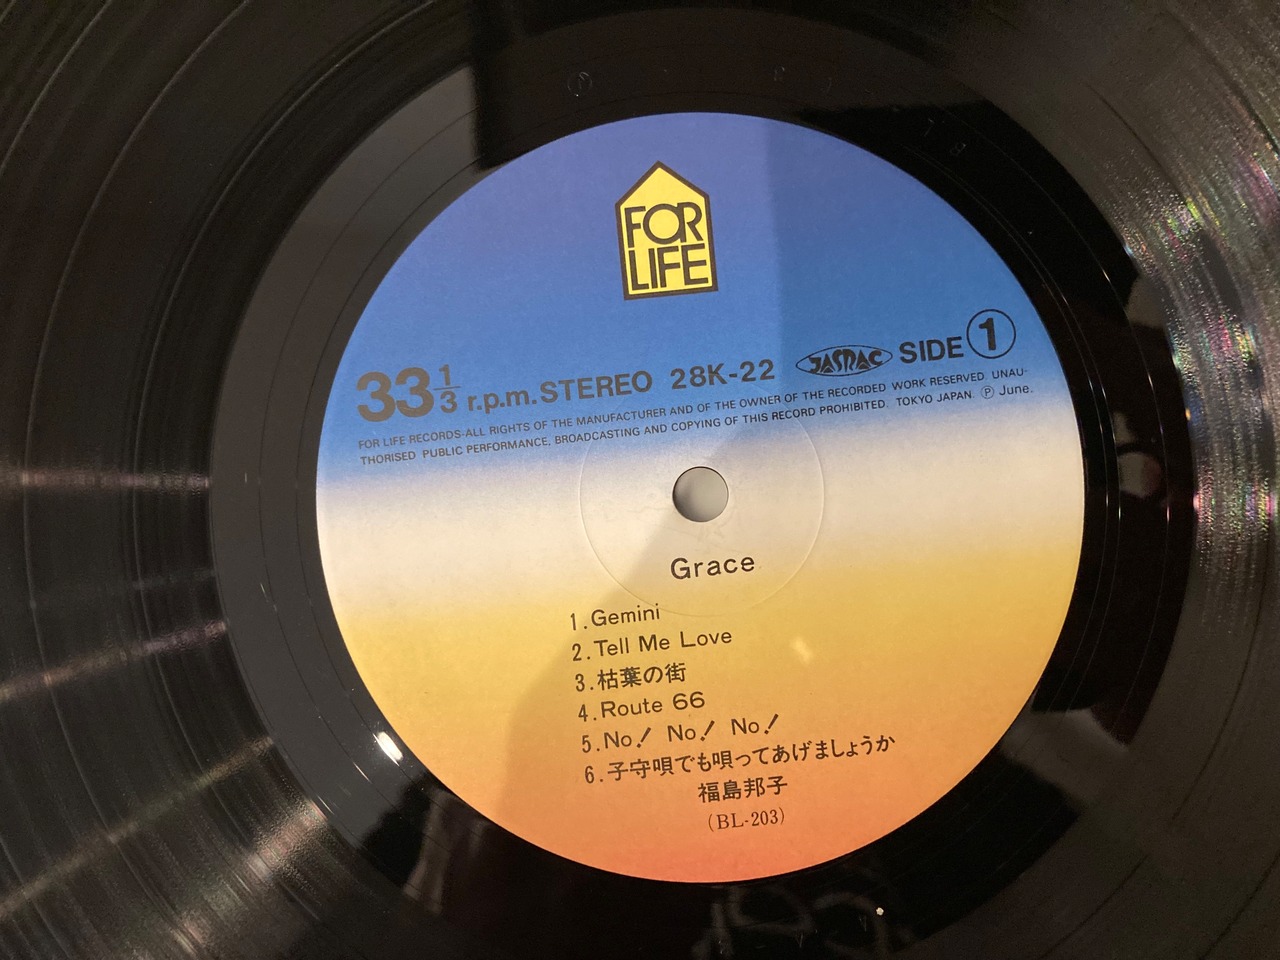 FOR
LIFE
33 1/3 r.p.m. STEREO 28K-22 JASRAC SIDE 1
FOR LIFE RECORDS-ALL RIGHTS OF THE MANUFACTURER AND OF THE OWNER OF THE RECORDED WORK RESERVED. UNAU-
THORISED PUBLIC PERFORMANCE, BROADCASTING AND COPYING OF THIS RECORD PROHIBITED. TOKYO JAPAN. Ⓟ June.
Grace
1.Gemini
2.Tell Me Love
3.枯葉の街
4.Route 66
5.No! No! No!
6.子守唄でも唄ってあげましょうか
福島邦子
(BL-203)